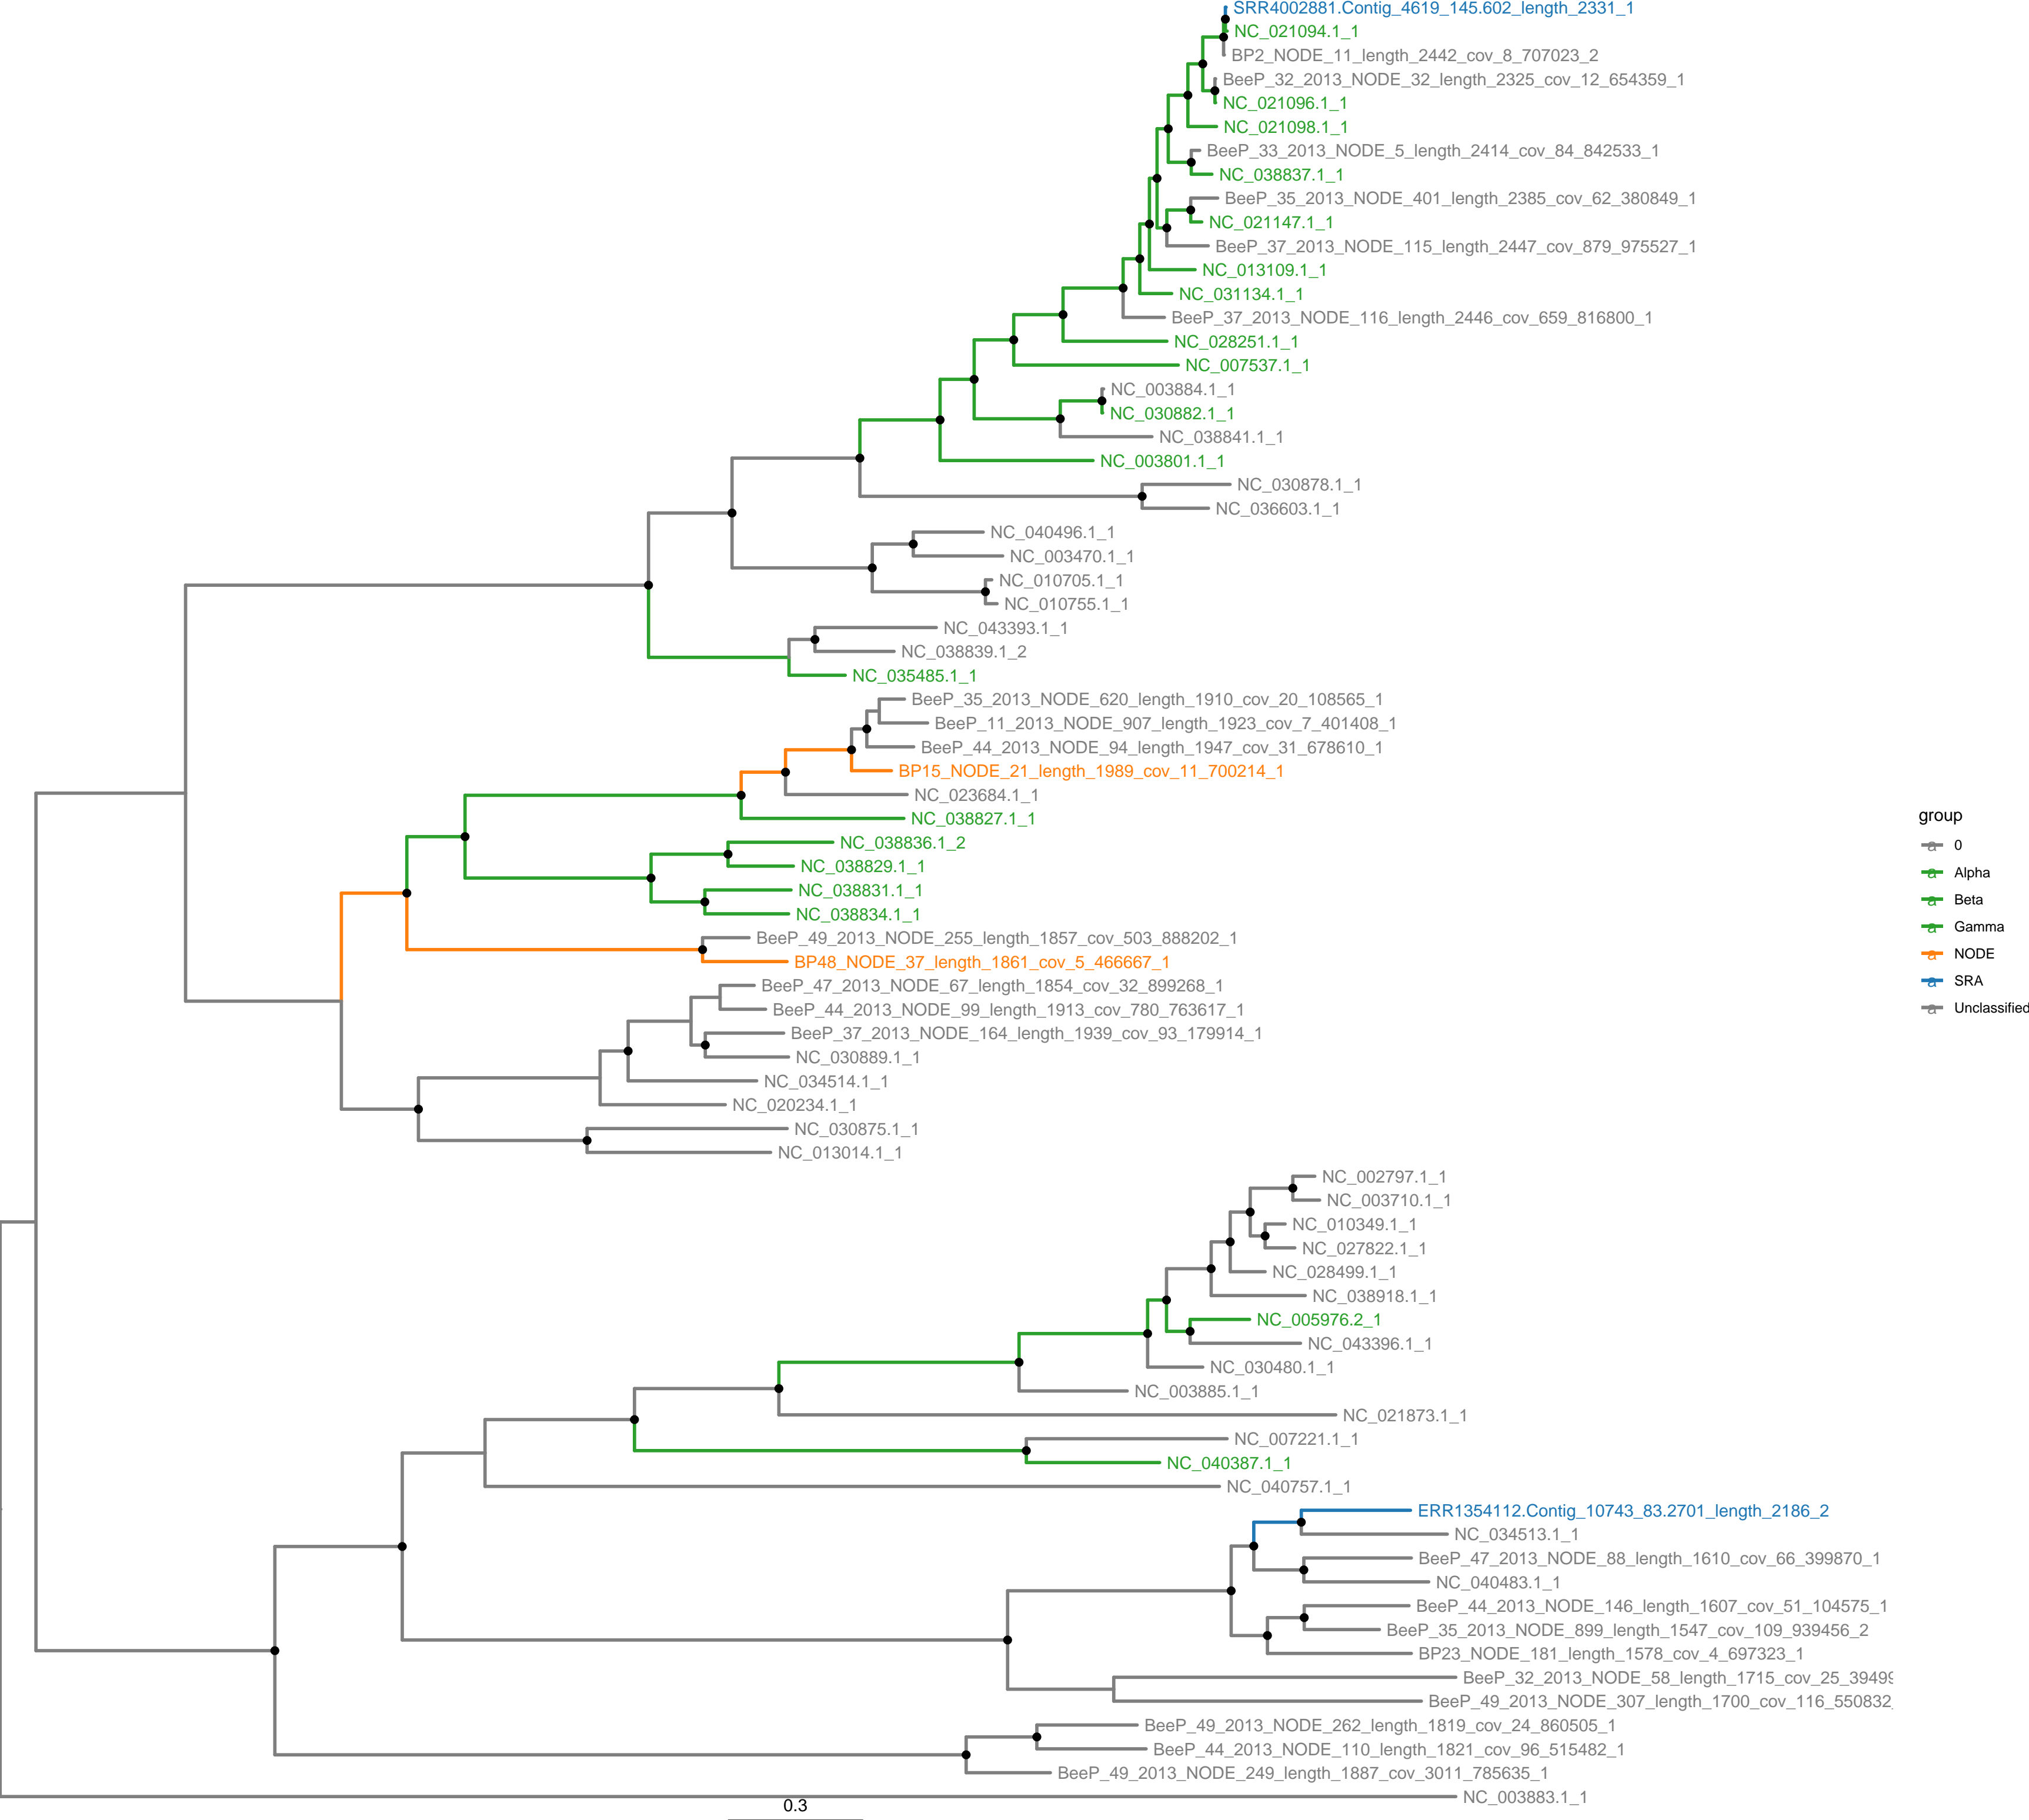 SRR4002881.Contig_4619_145.602_length_2331_1
NC_021094.1_1
BP2_NODE_11_length_2442_cov_8_707023_2
BeeP_32_2013_NODE_32_length_2325_cov_12_654359_1
NC_021096.1_1
NC_021098.1_1
BeeP_33_2013_NODE_5_length_2414_cov_84_842533_1
NC_038837.1_1
BeeP_35_2013_NODE_401_length_2385_cov_62_380849_1
NC_021147.1_1
BeeP_37_2013_NODE_115_length_2447_cov_879_975527_1
NC_013109.1_1
NC_031134.1_1
BeeP_37_2013_NODE_116_length_2446_cov_659_816800_1
NC_028251.1_1
NC_007537.1_1
NC_003884.1_1
NC_030882.1_1
NC_038841.1_1
NC_003801.1_1
NC_030878.1_1
NC_036603.1_1
NC_040496.1_1
NC_003470.1_1
NC_010705.1_1
NC_010755.1_1
NC_043393.1_1
NC_038839.1_2
NC_035485.1_1
BeeP_35_2013_NODE_620_length_1910_cov_20_108565_1
BeeP_11_2013_NODE_907_length_1923_cov_7_401408_1
BeeP_44_2013_NODE_94_length_1947_cov_31_678610_1
BP15_NODE_21_length_1989_cov_11_700214_1
NC_023684.1_1
NC_038827.1_1
NC_038836.1_2
NC_038829.1_1
NC_038831.1_1
NC_038834.1_1
BeeP_49_2013_NODE_255_length_1857_cov_503_888202_1
BP48_NODE_37_length_1861_cov_5_466667_1
BeeP_47_2013_NODE_67_length_1854_cov_32_899268_1
BeeP_44_2013_NODE_99_length_1913_cov_780_763617_1
BeeP_37_2013_NODE_164_length_1939_cov_93_179914_1
NC_030889.1_1
NC_034514.1_1
NC_020234.1_1
NC_030875.1_1
NC_013014.1_1
NC_002797.1_1
NC_003710.1_1
NC_010349.1_1
NC_027822.1_1
NC_028499.1_1
NC_038918.1_1
NC_005976.2_1
NC_043396.1_1
NC_030480.1_1
NC_003885.1_1
NC_021873.1_1
NC_007221.1_1
NC_040387.1_1
NC_040757.1_1
ERR1354112.Contig_10743_83.2701_length_2186_2
NC_034513.1_1
BeeP_47_2013_NODE_88_length_1610_cov_66_399870_1
NC_040483.1_1
BeeP_44_2013_NODE_146_length_1607_cov_51_104575_1
BeeP_35_2013_NODE_899_length_1547_cov_109_939456_2
BP23_NODE_181_length_1578_cov_4_697323_1
BeeP_32_2013_NODE_58_length_1715_cov_25_3949
BeeP_49_2013_NODE_307_length_1700_cov_116_550832_
BeeP_49_2013_NODE_262_length_1819_cov_24_860505_1
BeeP_44_2013_NODE_110_length_1821_cov_96_515482_1
BeeP_49_2013_NODE_249_length_1887_cov_3011_785635_1
NC_003883.1_1
0.3
group
a 0
a Alpha
a Beta
a Gamma
a NODE
a SRA
a Unclassified